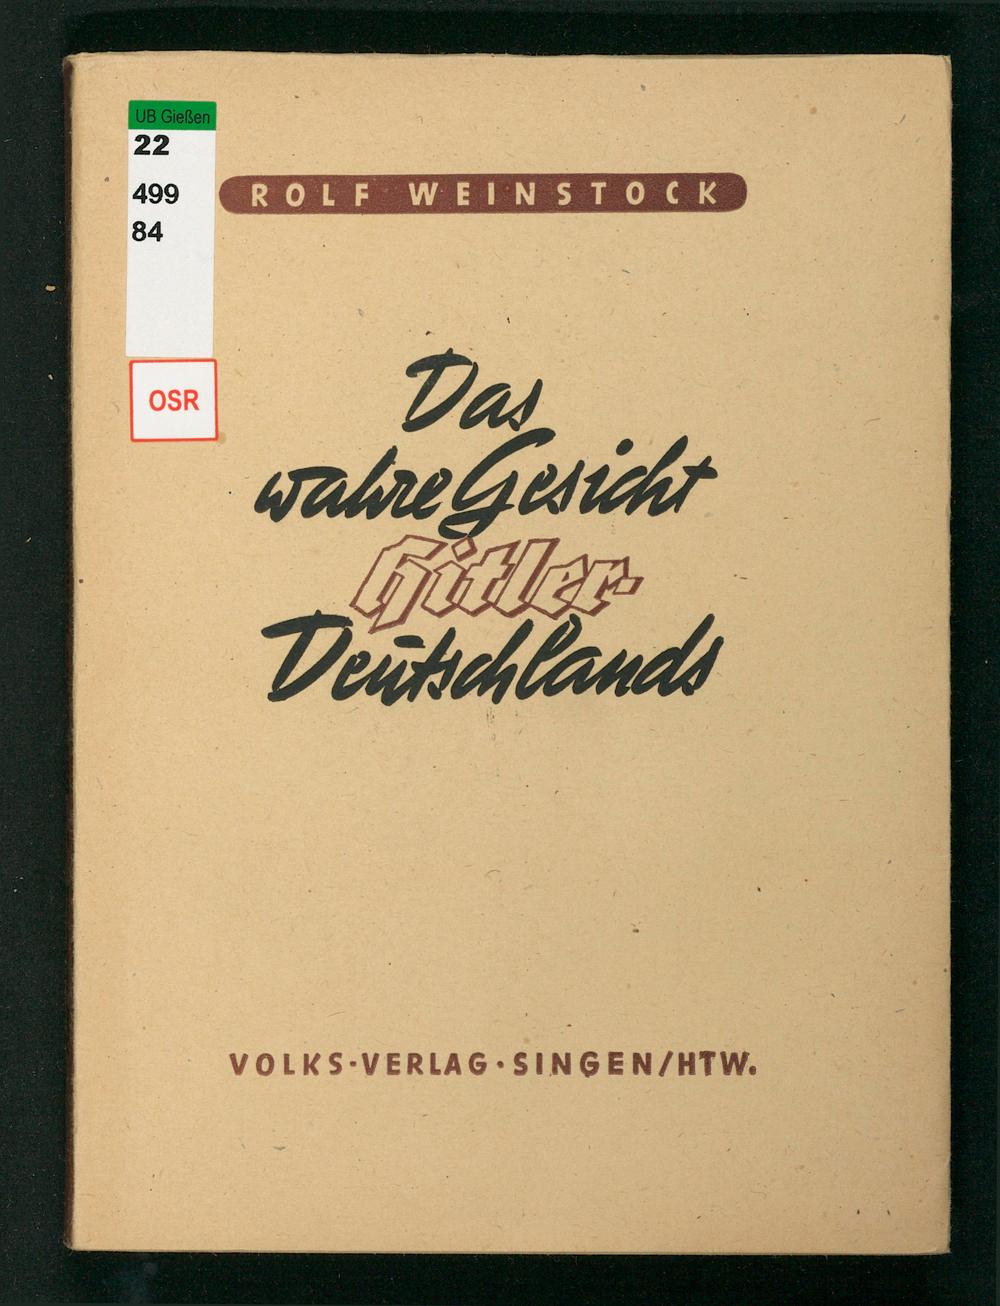 UB Gießen
22
499
84
OSR
ROLF WEINSTOCK
Das
wahre Gesicht
Hitler-
Deutschlands
VOLKS·VERLAG·SINGEN/HTW.